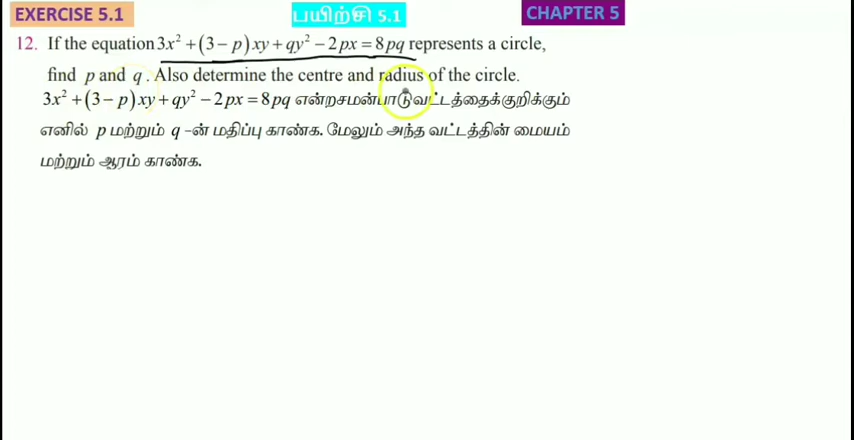 EXERCISE 5.1 பயிற்சி 5.1 CHAPTER 5
12. If the equation 3x² + (3 − p)xy + qy² − 2px = 8pq represents a circle,
find p and q . Also determine the centre and radius of the circle.
3x² + (3 − p)xy + qy² − 2px = 8pq என்றசமன்பாடுவட்டத்தைக்குறிக்கும்
எனில் p மற்றும் q -ன் மதிப்பு காண்க. மேலும் அந்த வட்டத்தின் மையம்
மற்றும் ஆரம் காண்க.